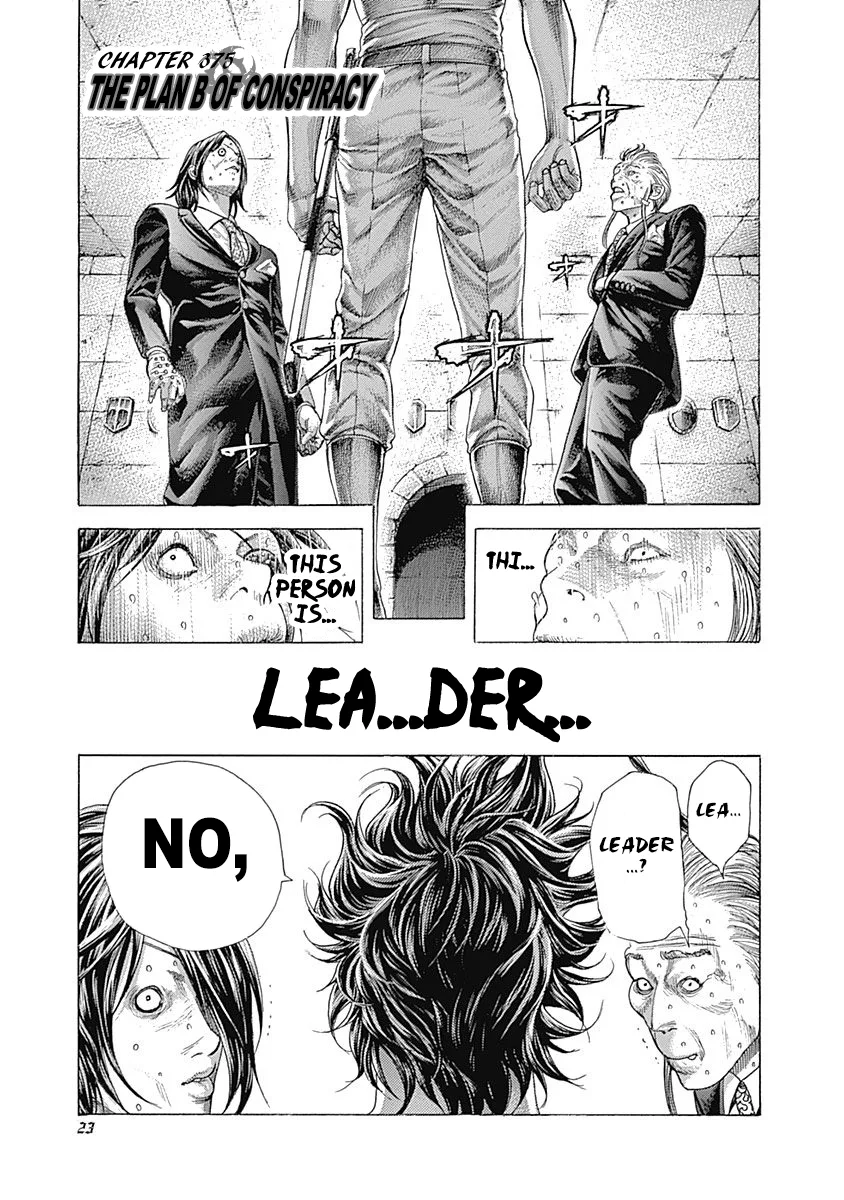 CHAPTER 375
THE PLAN B OF CONSPIRACY
THIS
PERSON
IS...
THI...
LEA...DER...
NO,
LEA...
LEADER
...?
23